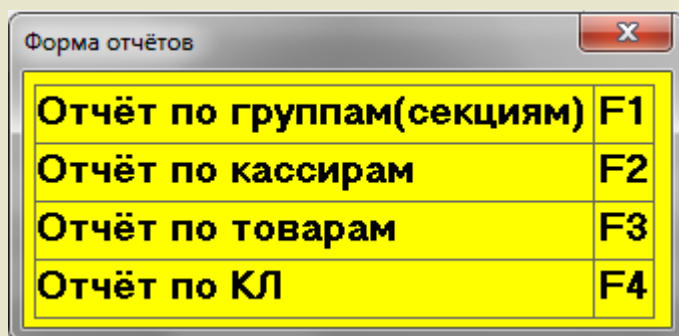 Форма отчётов
Отчёт по группам(секциям) F1
Отчёт по кассирам F2
Отчёт по товарам F3
Отчёт по КЛ F4